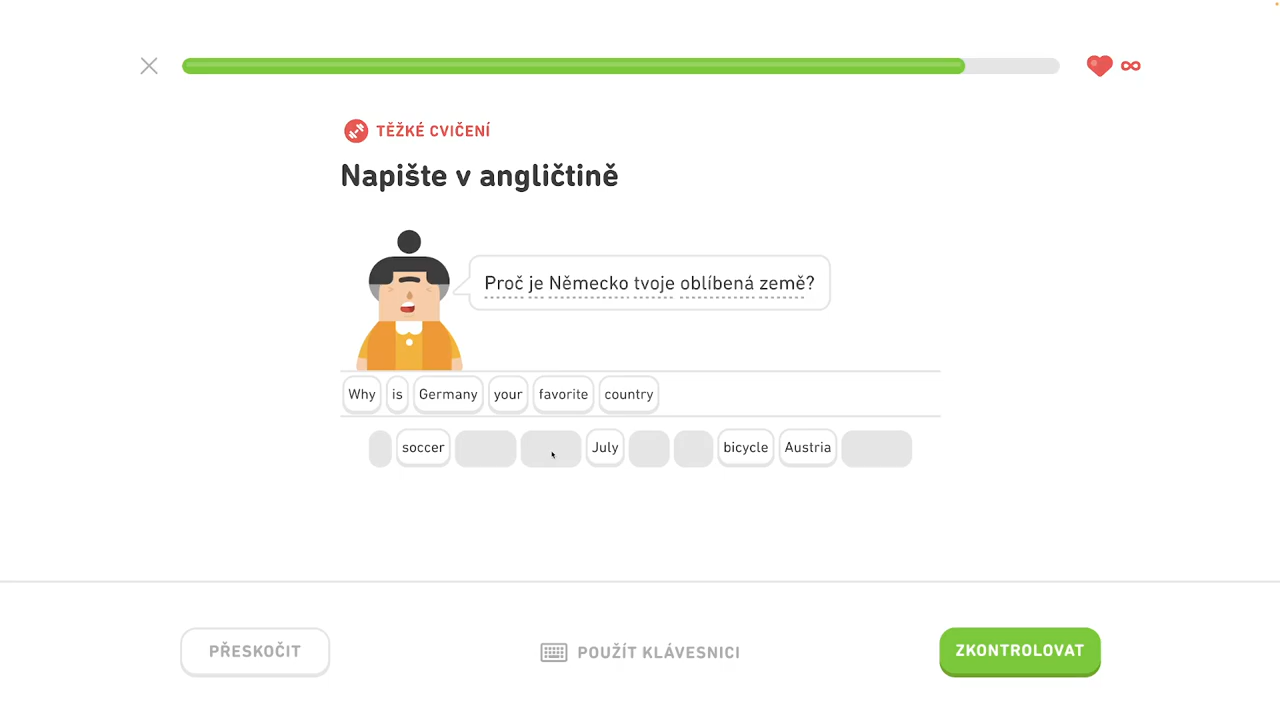 TĚŽKÉ CVIČENÍ
Napište v angličtině
Proč je Německo tvoje oblíbená země?
Why is Germany your favorite country
soccer July bicycle Austria
PŘESKOČIT POUŽÍT KLÁVESNICI ZKONTROLOVAT